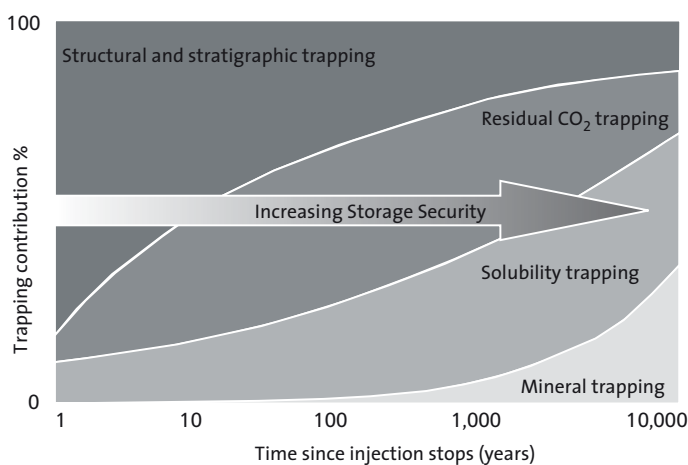 100
Structural and stratigraphic trapping
Residual CO₂ trapping
Increasing Storage Security
Solubility trapping
Mineral trapping
Trapping contribution %
0
1 10 100 1,000 10,000
Time since injection stops (years)